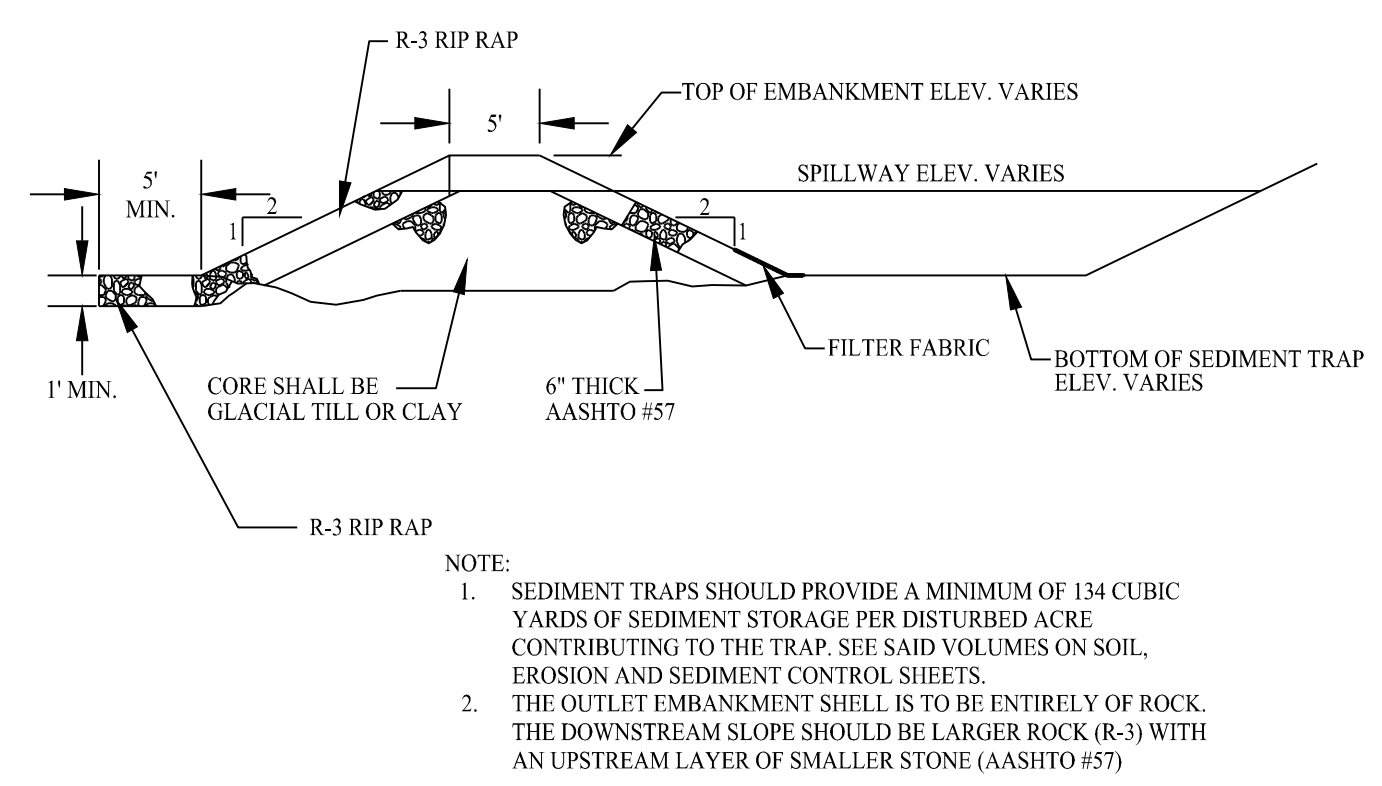 R-3 RIP RAP
TOP OF EMBANKMENT ELEV. VARIES
5'
SPILLWAY ELEV. VARIES
5'
MIN.
2
1
2
1
FILTER FABRIC
BOTTOM OF SEDIMENT TRAP
ELEV. VARIES
1' MIN.
CORE SHALL BE
GLACIAL TILL OR CLAY
6" THICK
AASHTO #57
R-3 RIP RAP
NOTE:
1. SEDIMENT TRAPS SHOULD PROVIDE A MINIMUM OF 134 CUBIC
YARDS OF SEDIMENT STORAGE PER DISTURBED ACRE
CONTRIBUTING TO THE TRAP. SEE SAID VOLUMES ON SOIL,
EROSION AND SEDIMENT CONTROL SHEETS.
2. THE OUTLET EMBANKMENT SHELL IS TO BE ENTIRELY OF ROCK.
THE DOWNSTREAM SLOPE SHOULD BE LARGER ROCK (R-3) WITH
AN UPSTREAM LAYER OF SMALLER STONE (AASHTO #57)